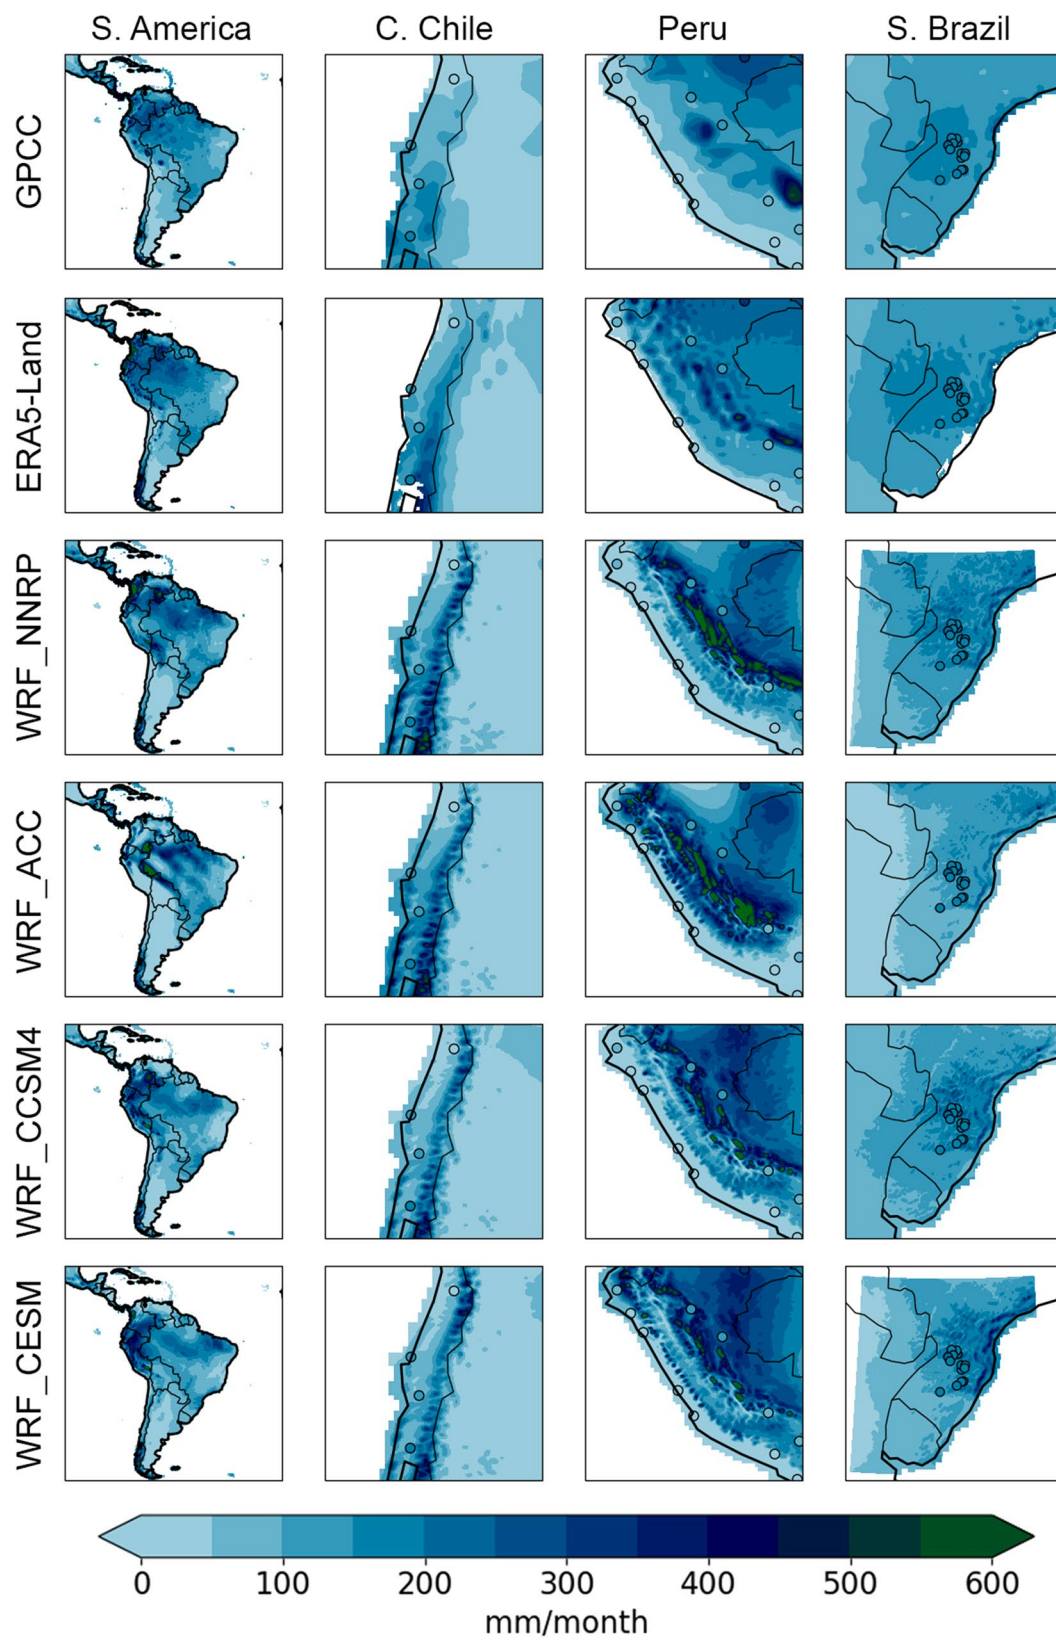 S. America C. Chile Peru S. Brazil
GPCC
ERA5-Land
WRF_NNRP
WRF_ACC
WRF_CCSM4
WRF_CESM
0 100 200 300 400 500 600
mm/month